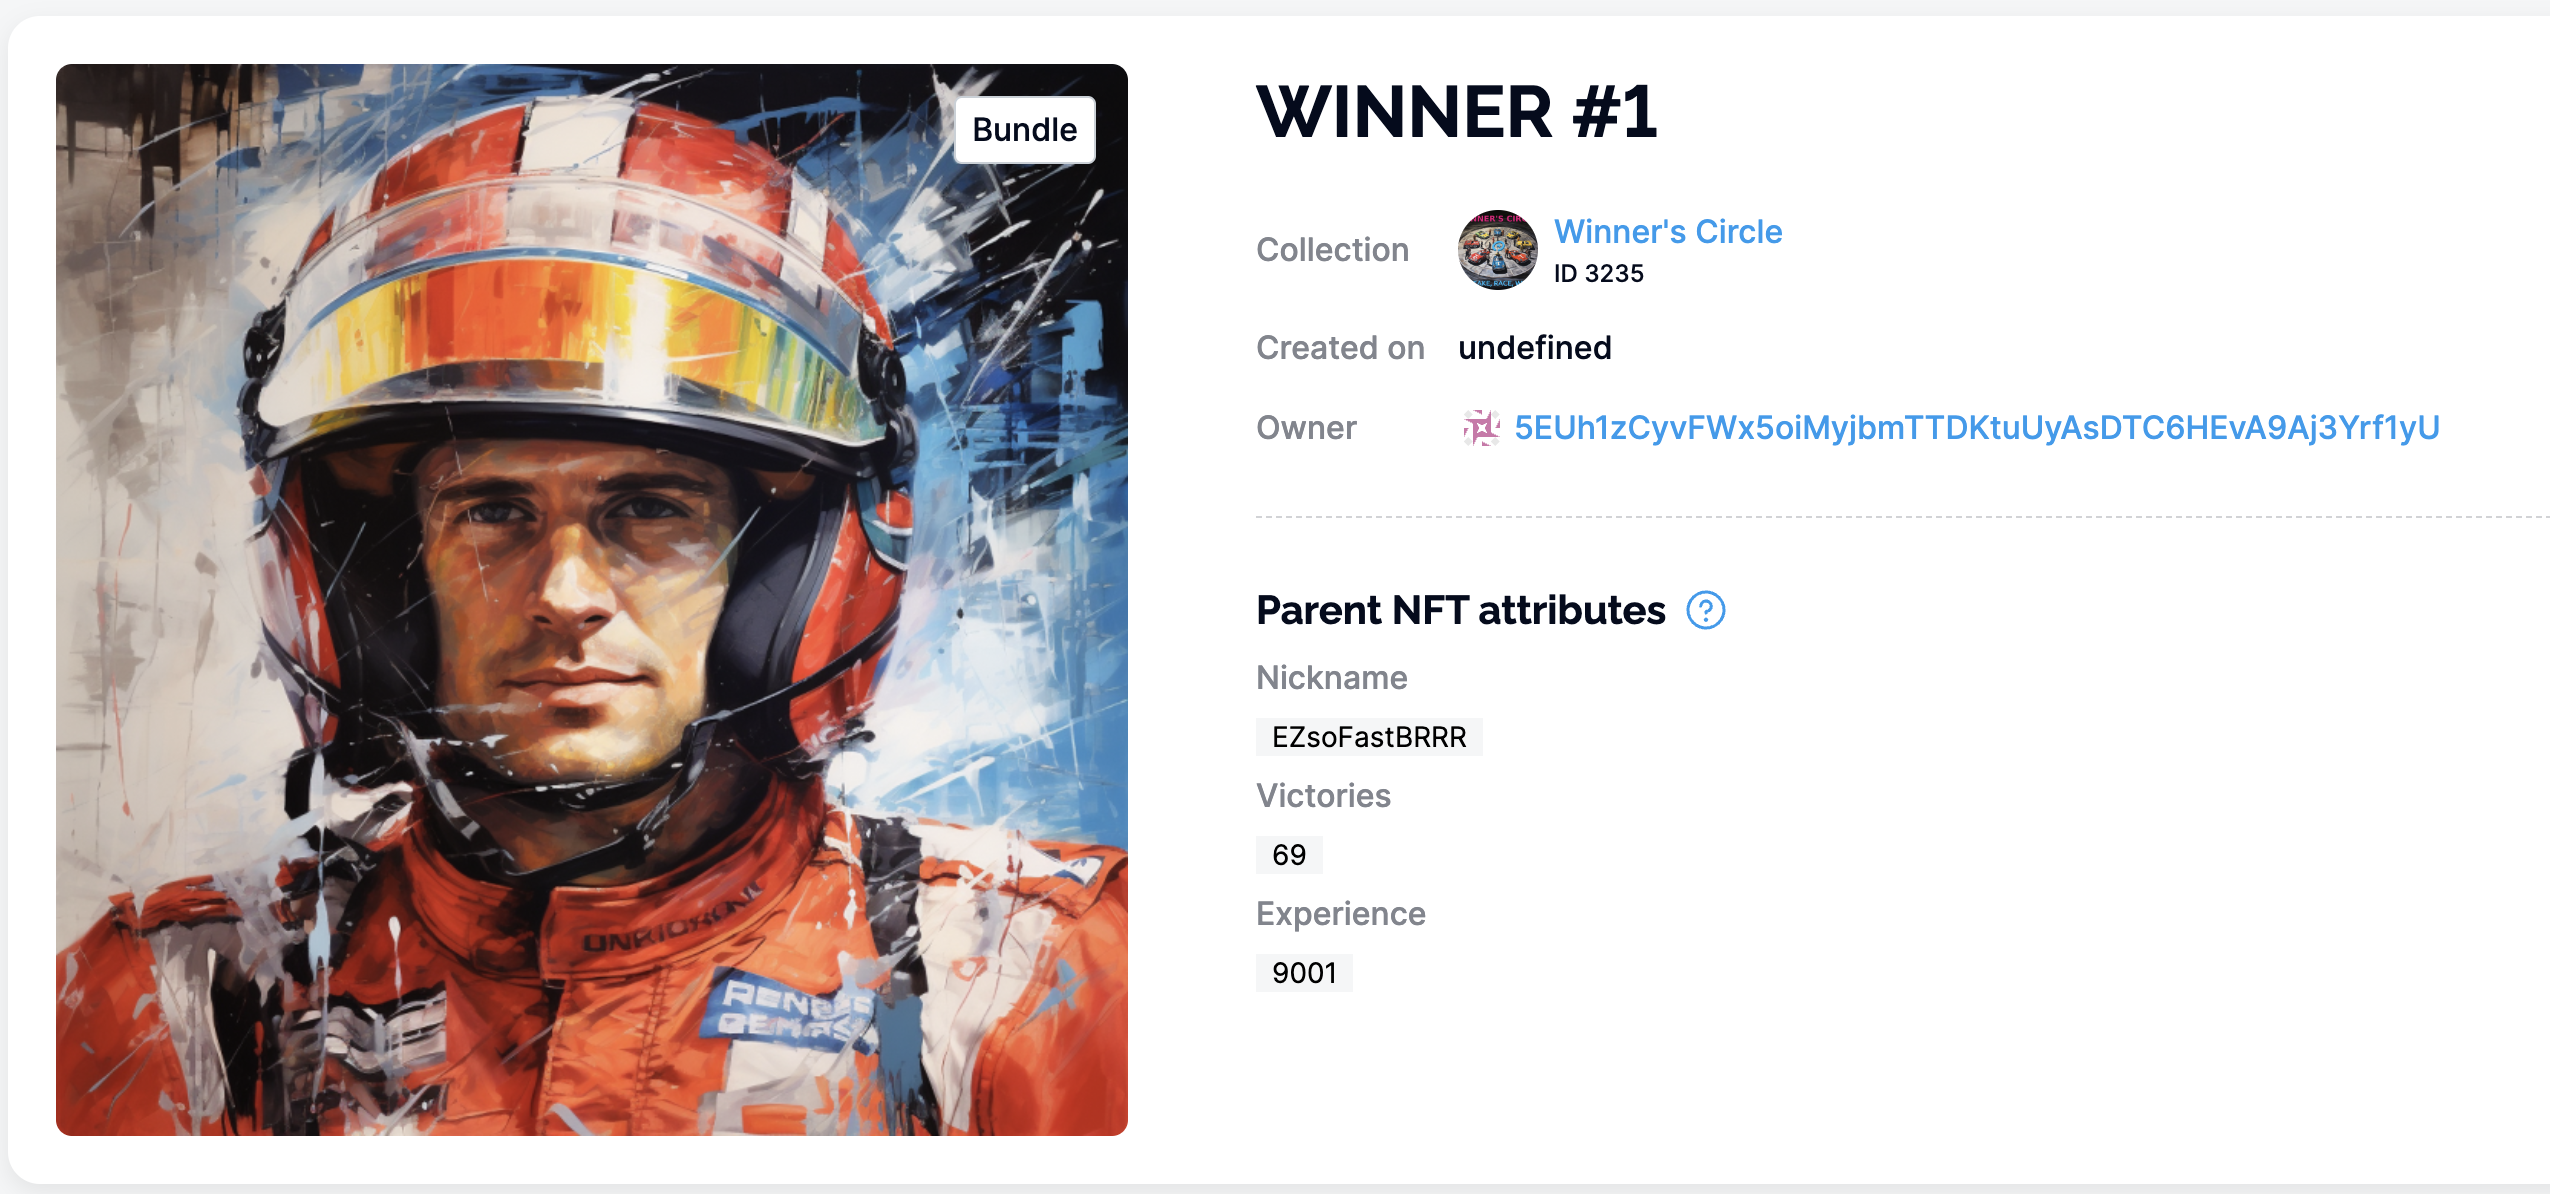 Bundle
WINNER #1
Collection
Winner's Circle
ID 3235
Created on undefined
Owner 5EUh1zCyvFWx5oiMyjbmTTDKtuUyAsDTC6HEvA9Aj3Yrf1yU
Parent NFT attributes ?
Nickname
EZsoFastBRRR
Victories
69
Experience
9001